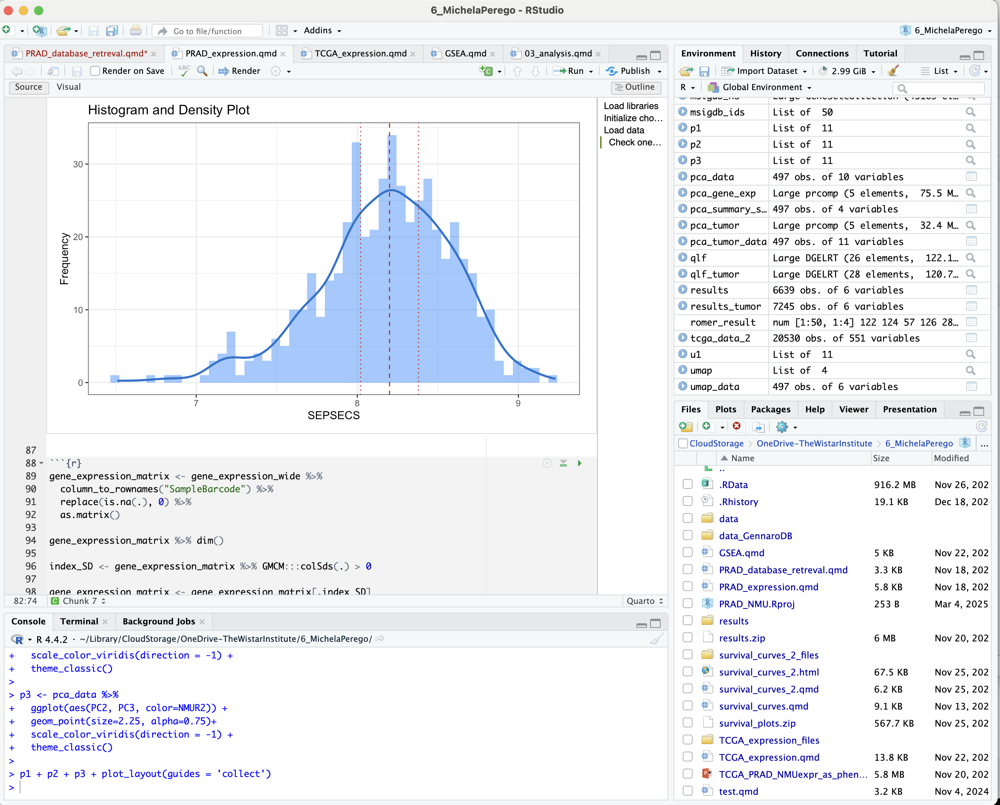 6_MichelaPerego - RStudio
Go to file/function
Addins
6_MichelaPerego
PRAD_database_retreval.qmd*
PRAD_expression.qmd
TCGA_expression.qmd
GSEA.qmd
03_analysis.qmd
Render on Save
ABC
Render
Run
Publish
Source
Visual
Outline
Histogram and Density Plot
Frequency
30
20
10
0
7
8
9
SEPSECS
Load libraries
Initialize cho...
Load data
Check one...
87
88 ```{r}
89 gene_expression_matrix <- gene_expression_wide %>%
90 column_to_rownames("SampleBarcode") %>%
91 replace(is.na(.), 0) %>%
92 as.matrix()
93
94 gene_expression_matrix %>% dim()
95
96 index_SD <- gene_expression_matrix %>% GMCM:::colSds(.) > 0
97
98 gene_expression_matrix <- gene_expression_matrix[,index_SD]
82:74
C Chunk 7
Quarto
Console
Terminal
Background Jobs
R 4.4.2 · ~/Library/CloudStorage/OneDrive-TheWistarInstitute/6_MichelaPerego/
+ scale_color_viridis(direction = -1) +
+ theme_classic()
>
> p3 <- pca_data %>%
+ ggplot(aes(PC2, PC3, color=NMUR2)) +
+ geom_point(size=2.25, alpha=0.75)+
+ scale_color_viridis(direction = -1) +
+ theme_classic()
>
> p1 + p2 + p3 + plot_layout(guides = 'collect')
>
Environment
History
Connections
Tutorial
Import Dataset
2.99 GiB
List
R
Global Environment
msigdb_ids List of 50
p1 List of 11
p2 List of 11
p3 List of 11
pca_data 497 obs. of 10 variables
pca_gene_exp Large prcomp (5 elements, 75.5 M...
pca_summary_s... 497 obs. of 4 variables
pca_tumor Large prcomp (5 elements, 32.4 M...
pca_tumor_data 497 obs. of 11 variables
qlf Large DGELRT (26 elements, 122.1...
qlf_tumor Large DGELRT (28 elements, 120.7...
results 6639 obs. of 6 variables
results_tumor 7245 obs. of 6 variables
romer_result num [1:50, 1:4] 122 124 57 126 28...
tcga_data_2 20530 obs. of 551 variables
u1 List of 11
umap List of 4
umap_data 497 obs. of 6 variables
Files
Plots
Packages
Help
Viewer
Presentation
CloudStorage
OneDrive-TheWistarInstitute
6_MichelaPerego
...
Name Size Modified
..
.RData 916.2 MB Nov 26, 202
.Rhistory 19.1 KB Dec 18, 202
data
data_GennaroDB
GSEA.qmd 5 KB Nov 22, 202
PRAD_database_retreval.qmd 3.3 KB Nov 18, 202
PRAD_expression.qmd 5.8 KB Nov 18, 202
PRAD_NMU.Rproj 253 B Mar 4, 2025
results
results.zip 6 MB Nov 20, 202
survival_curves_2_files
survival_curves_2.html 67.5 KB Nov 25, 202
survival_curves_2.qmd 6.2 KB Nov 25, 202
survival_curves.qmd 9.1 KB Nov 13, 202
survival_plots.zip 567.7 KB Nov 25, 202
TCGA_expression_files
TCGA_expression.qmd 13.8 KB Nov 22, 202
TCGA_PRAD_NMUexpr_as_phen... 5.8 MB Nov 20, 202
test.qmd 3.2 KB Nov 4, 2024